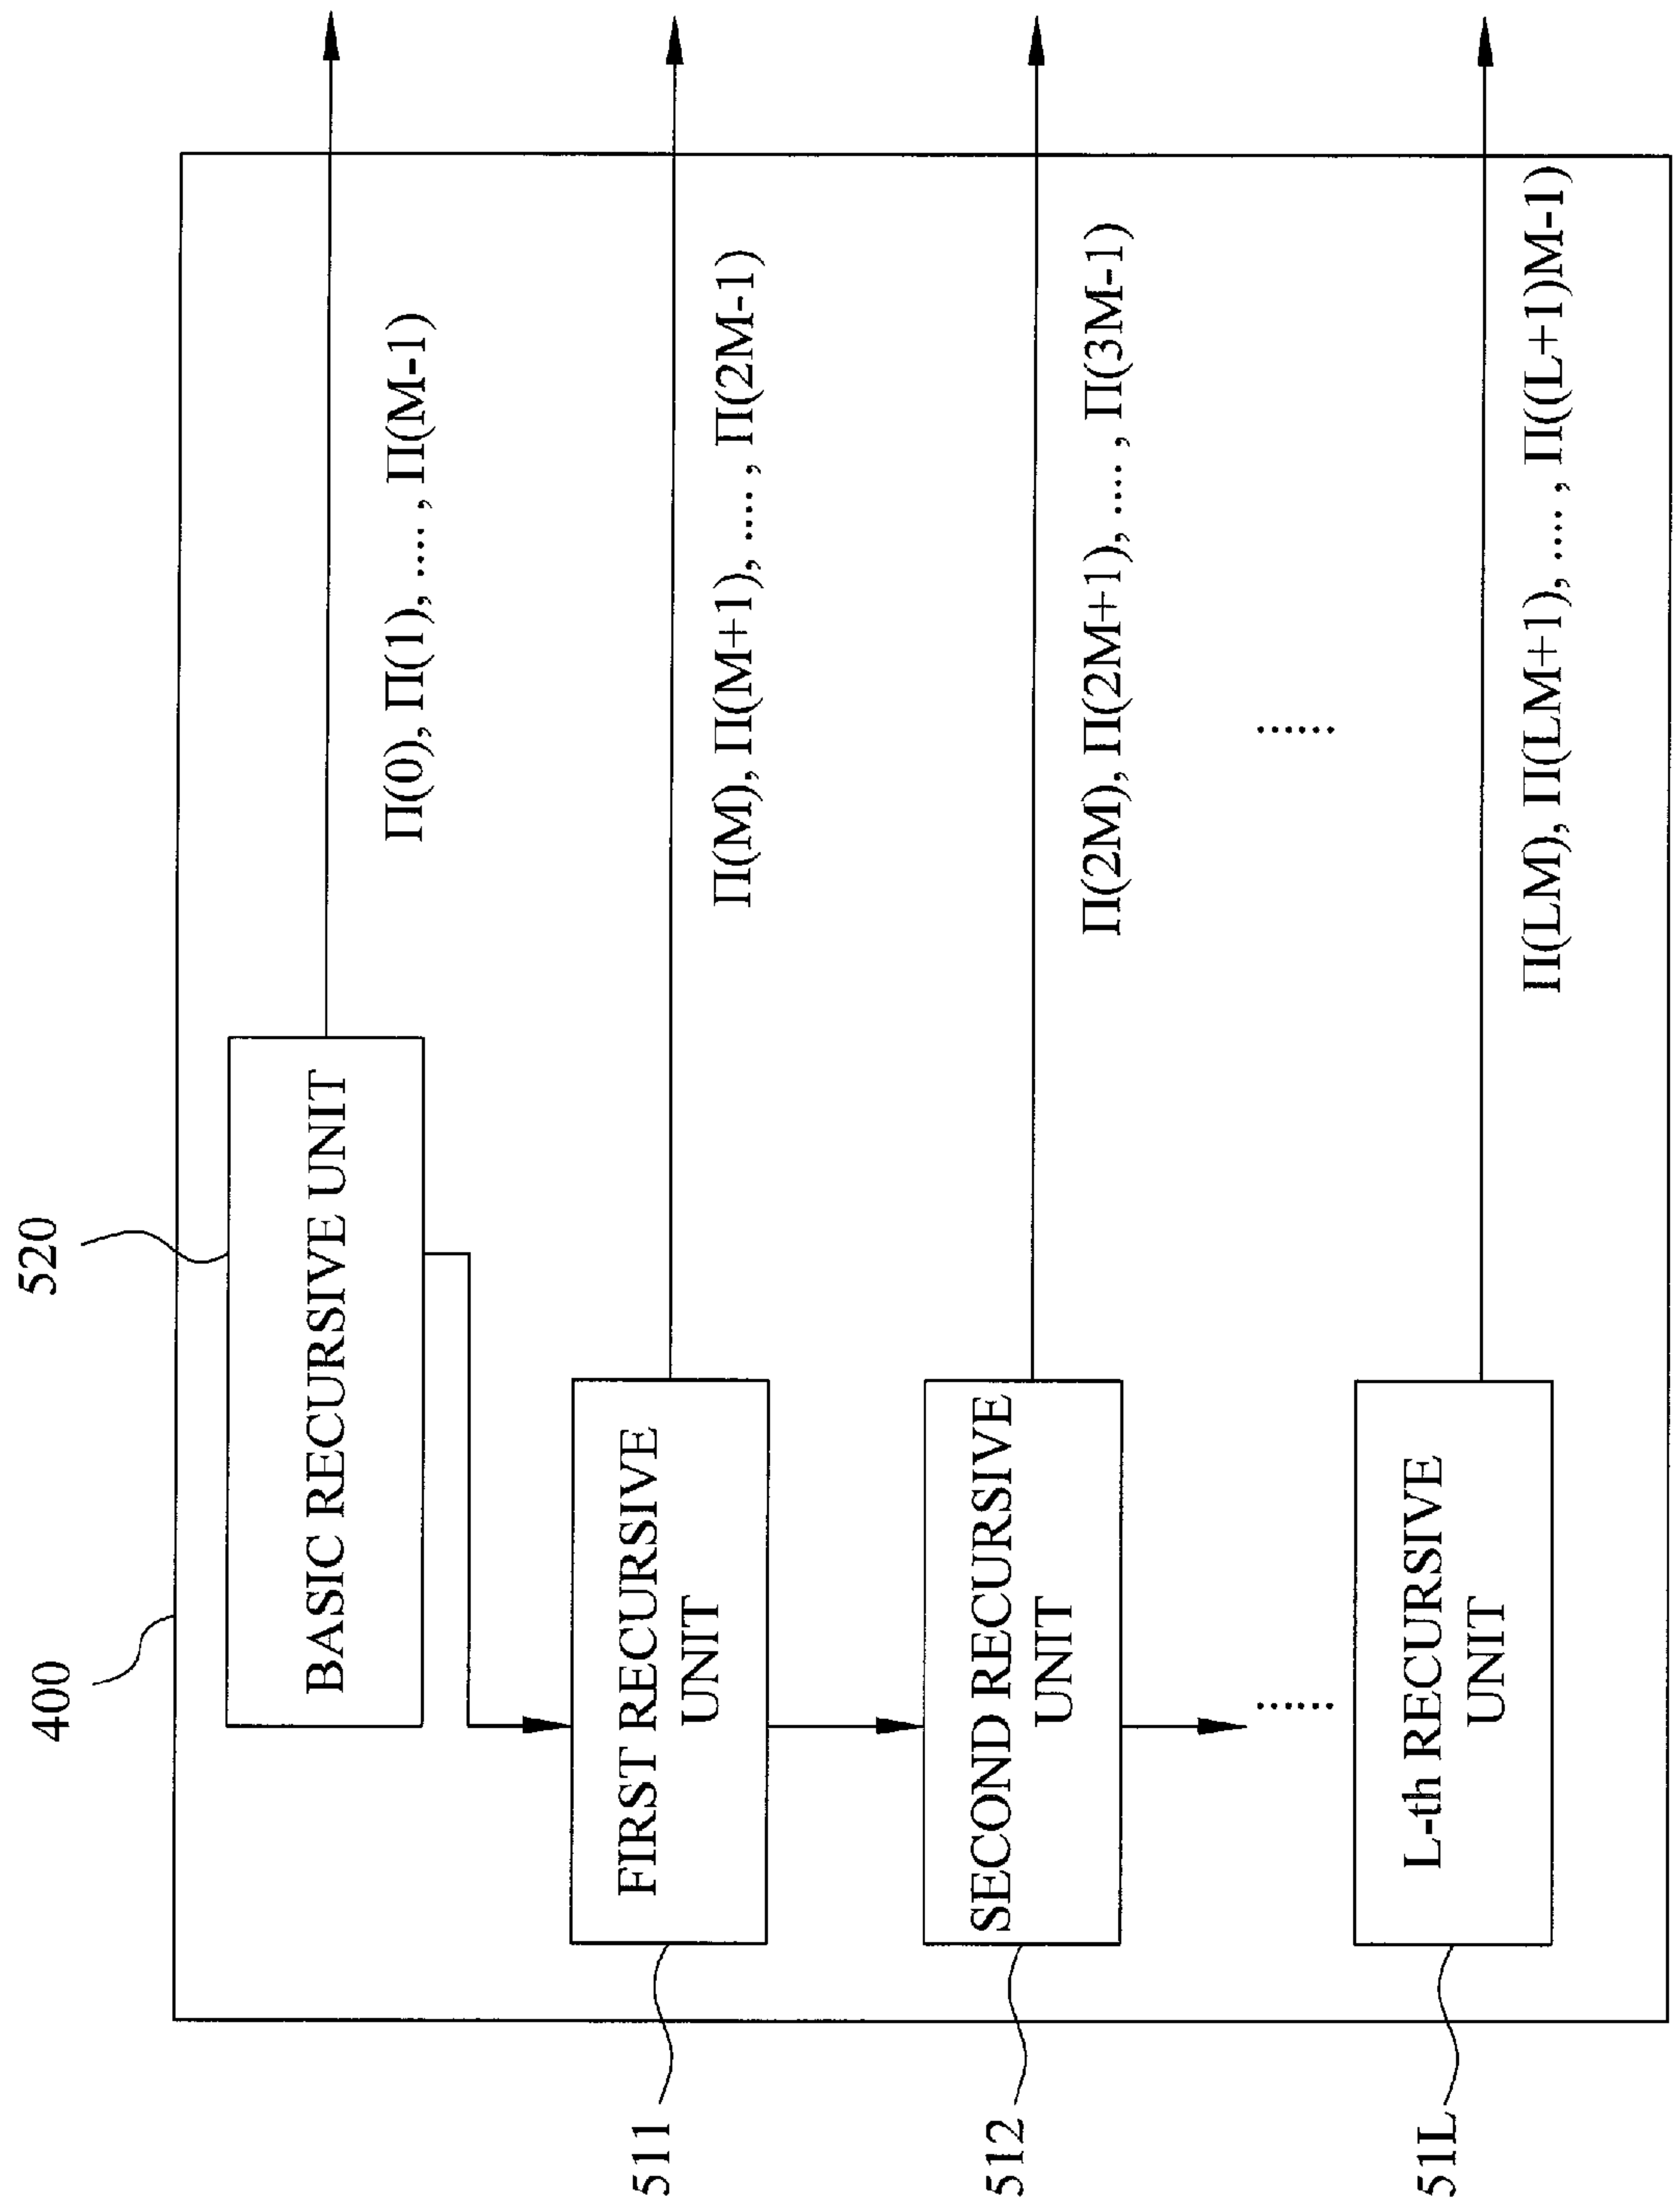 400
520
BASIC RECURSIVE UNIT
Π(0), Π(1), .... , Π(M-1)
511
FIRST RECURSIVE
UNIT
Π(M), Π(M+1), .... , Π(2M-1)
512
SECOND RECURSIVE
UNIT
Π(2M), Π(2M+1), .... , Π(3M-1)
......
......
51L
L-th RECURSIVE
UNIT
Π(LM), Π(LM+1), .... , Π((L+1)M-1)